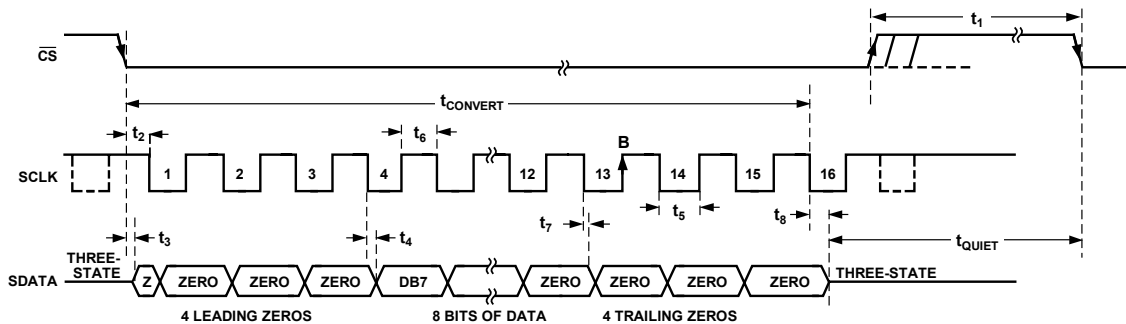 t1
CS
tCONVERT
t2
t6
B
SCLK
1 2 3 4 12 13 14 15 16
t3
t4
t7
t5
t8
tQUIET
THREE-STATE
SDATA
Z ZERO ZERO ZERO DB7 ZERO ZERO ZERO ZERO
THREE-STATE
4 LEADING ZEROS 8 BITS OF DATA 4 TRAILING ZEROS